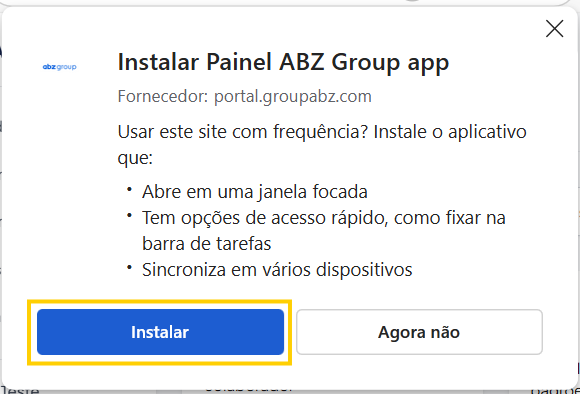 Instalar Painel ABZ Group app
abzgroup
Fornecedor: portal.groupabz.com
Usar este site com frequência? Instale o aplicativo
que:
• Abre em uma janela focada
• Tem opções de acesso rápido, como fixar na
barra de tarefas
• Sincroniza em vários dispositivos
Instalar
Agora não